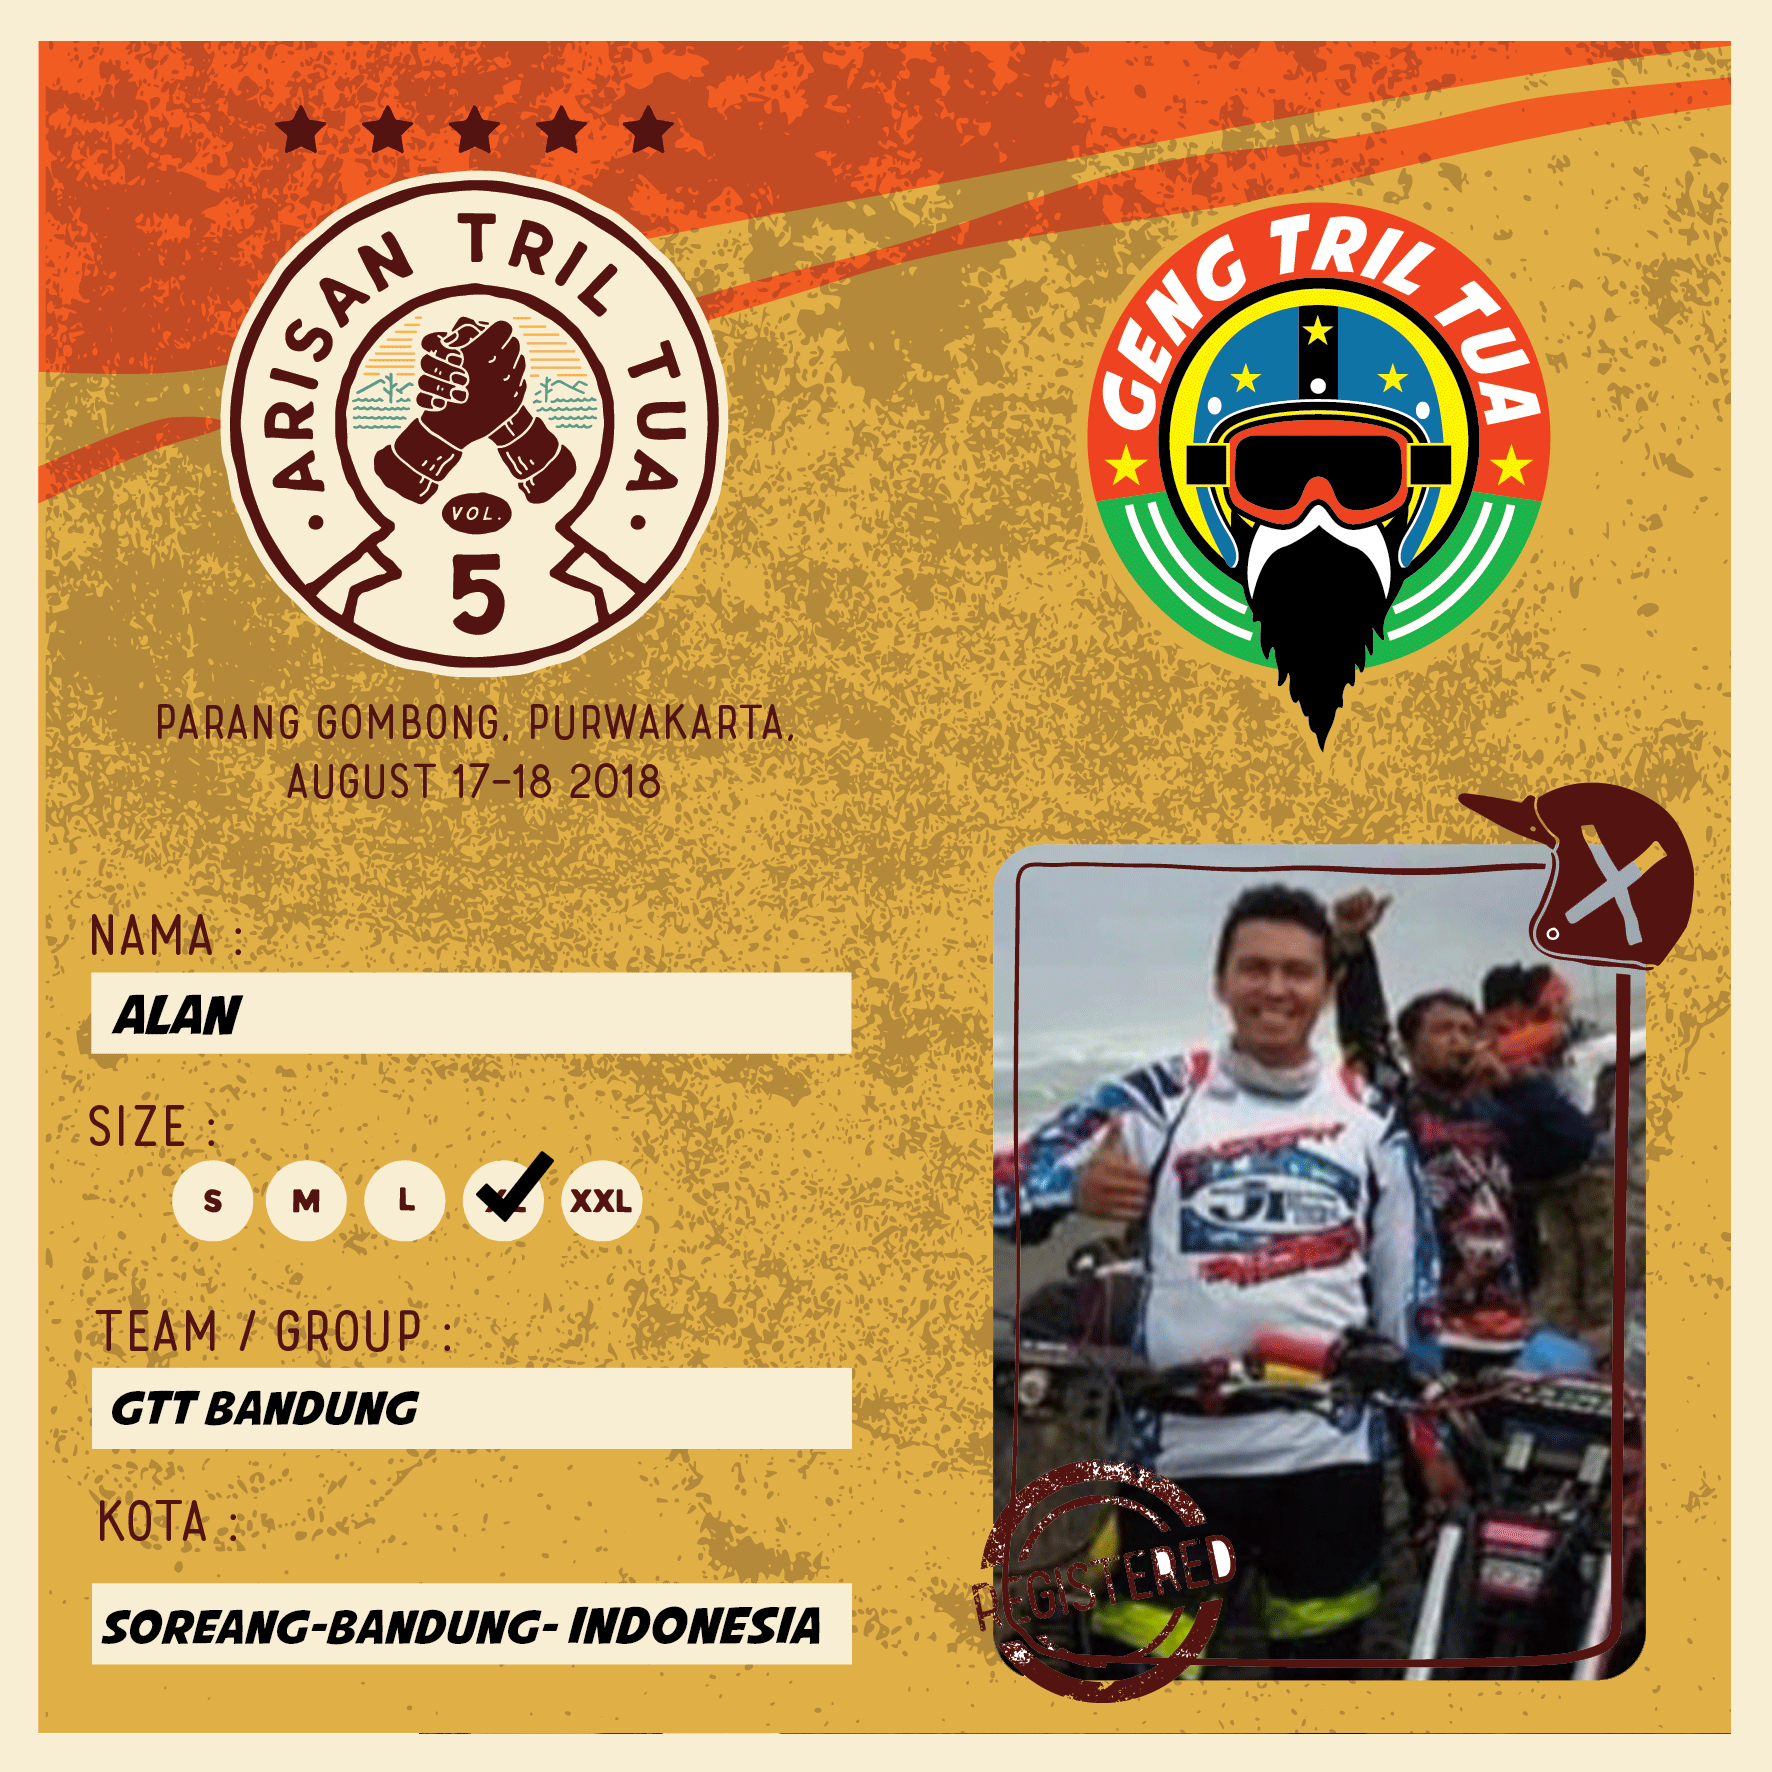 ARISAN TRIL TUA
VOL.
5
PARANG GOMBONG, PURWAKARTA,
AUGUST 17-18 2018
GENG TRIL TUA
NAMA :
ALAN
SIZE :
S M L XL XXL
TEAM / GROUP :
GTT BANDUNG
KOTA :
SOREANG-BANDUNG- INDONESIA
REGISTERED